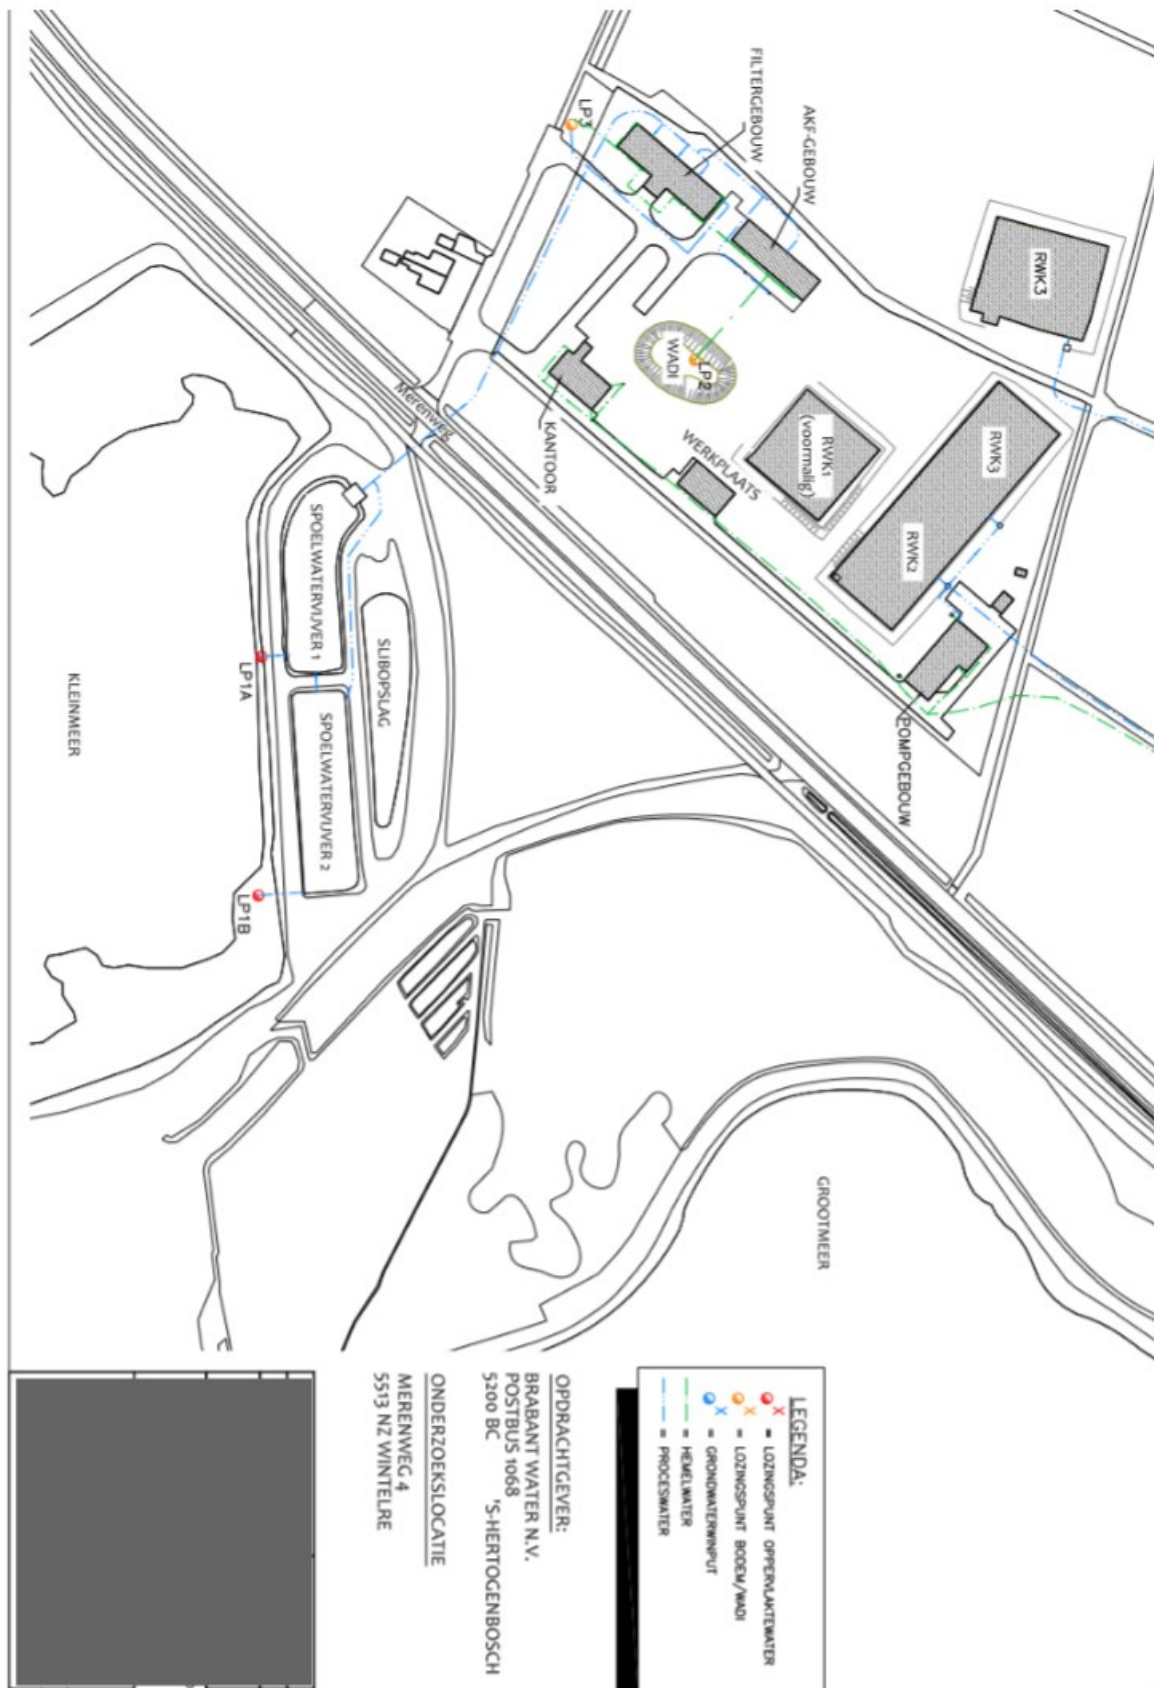 FILTERGEBOUW
AKF-GEBOUW
LP3
RWK3
WADI
LP2
RWK1
(voormalig)
RWK3
RWK2
KANTOOR
WERKPLAATS
POMPGEBOUW
Merenweg
SPOELWATERVIJVER 1
SLIBOPSLAG
LP1A
SPOELWATERVIJVER 2
LP1B
KLEINMEER
GROOTMEER
LEGENDA:
X = LOZINGSPUNT OPPERVLAKTEWATER
X = LOZINGSPUNT BODEM/WADI
X = GRONDWATERWINPUT
= HEMELWATER
= PROCESWATER
OPDRACHTGEVER:
BRABANT WATER N.V.
POSTBUS 1068
5200 BC 'S-HERTOGENBOSCH
ONDERZOEKSLOCATIE
MERENWEG 4
5513 NZ WINTELRE